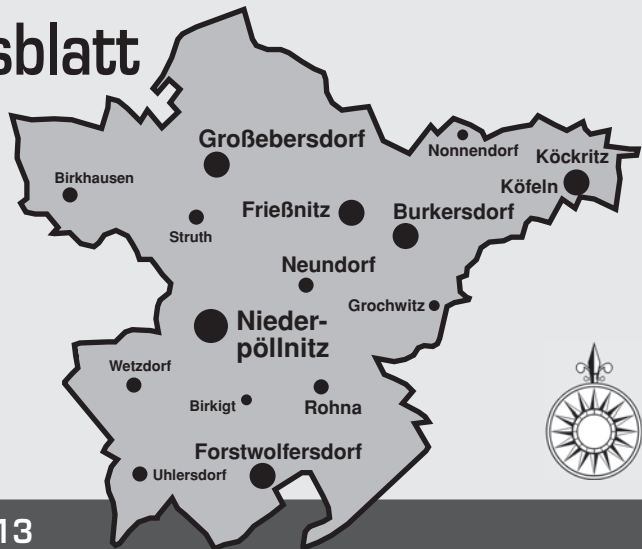 sblatt
Großebersdorf
Nonnendorf
Köckritz
Birkhausen
Köfeln
Frießnitz
Burkersdorf
Struth
Neundorf
Grochwitz
Nieder-
pöllnitz
Wetzdorf
Birkigt
Rohna
Forstwolfersdorf
Uhlersdorf
13